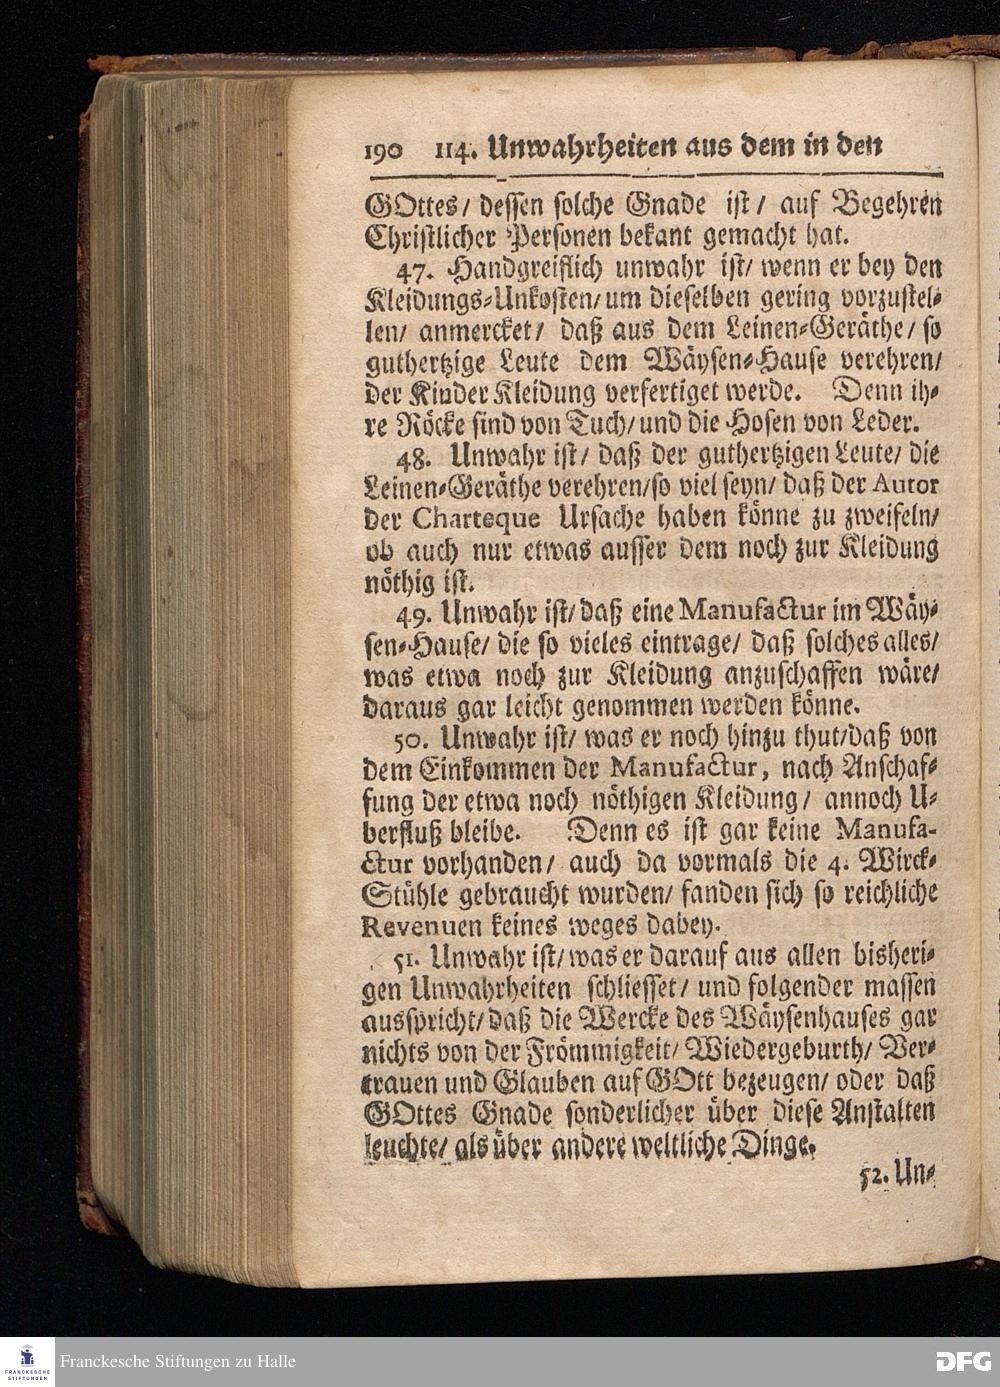 190 114. Unwahrheiten aus dem in den
GOttes/ dessen solche Gnade ist/ auf Begehren
Christlicher Personen bekant gemacht hat.
47. Handgreiflich unwahr ist/ wenn er bey den
Kleidungs-Unkosten/ um dieselben gering vorzustel-
len/ anmercket/ daß aus dem Leinen-Geräthe/ so
guthertzige Leute dem Wäysen-Hause verehren/
der Kinder Kleidung verfertiget werde. Denn ih-
re Röcke sind von Tuch/ und die Hosen von Leder.
48. Unwahr ist/ daß der guthertzigen Leute/ die
Leinen-Geräthe verehren/ so viel seyn/ daß der Autor
der Charteque Ursache haben könne zu zweifeln/
ob auch nur etwas ausser dem noch zur Kleidung
nöthig ist.
49. Unwahr ist/ daß eine Manufactur im Wäy-
sen-Hause/ die so vieles eintrage/ daß solches alles/
was etwa noch zur Kleidung anzuschaffen wäre/
daraus gar leicht genommen werden könne.
50. Unwahr ist/ was er noch hinzu thut/ daß von
dem Einkommen der Manufactur, nach Anschaf-
fung der etwa noch nöthigen Kleidung/ annoch U-
berfluß bleibe. Denn es ist gar keine Manufa-
ctur vorhanden/ auch da vormals die 4. Wirck-
Stühle gebraucht wurden/ fanden sich so reichliche
Revenuen keines weges dabey.
51. Unwahr ist/ was er darauf aus allen bisheri-
gen Unwahrheiten schliesset/ und folgender massen
ausspricht/ daß die Wercke des Wäysenhauses gar
nichts von der Frömmigkeit/ Wiedergeburth/ Ver-
trauen und Glauben auf GOtt bezeugen/ oder daß
GOttes Gnade sonderlicher über diese Anstalten
leuchte/ als über andere weltliche Dinge.
52. Un-
FRANCKESCHE
STIFTUNGEN
Franckesche Stiftungen zu Halle
DFG